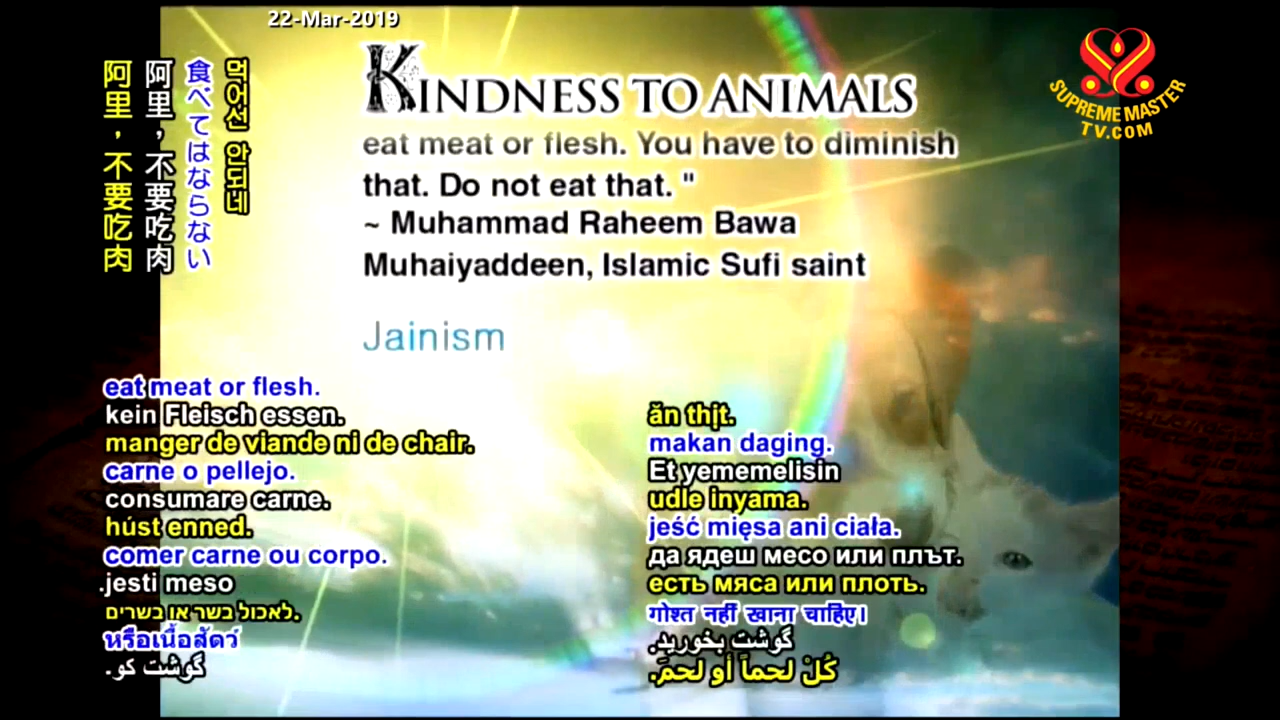 22-Mar-2019
KINDNESS TO ANIMALS
eat meat or flesh. You have to diminish
that. Do not eat that. "
~ Muhammad Raheem Bawa
Muhaiyaddeen, Islamic Sufi saint
Jainism
SUPREME MASTER
TV.COM
먹어선 안되네
食べてはならない
阿里，不要吃肉
阿里，不要吃肉
eat meat or flesh.
kein Fleisch essen.
manger de viande ni de chair.
carne o pellejo.
consumare carne.
húst enned.
comer carne ou corpo.
jesti meso.
לאכול בשר או בשרים.
หรือเนื้อสัตว์
گوشت کو.
ăn thịt.
makan daging.
Et yememelisin
udle inyama.
jeść mięsa ani ciała.
да ядеш месо или плът.
есть мяса или плоть.
गोश्त नहीं खाना चाहिए।
گوشت بخورید.
كُلْ لحماً أو لحمَ.